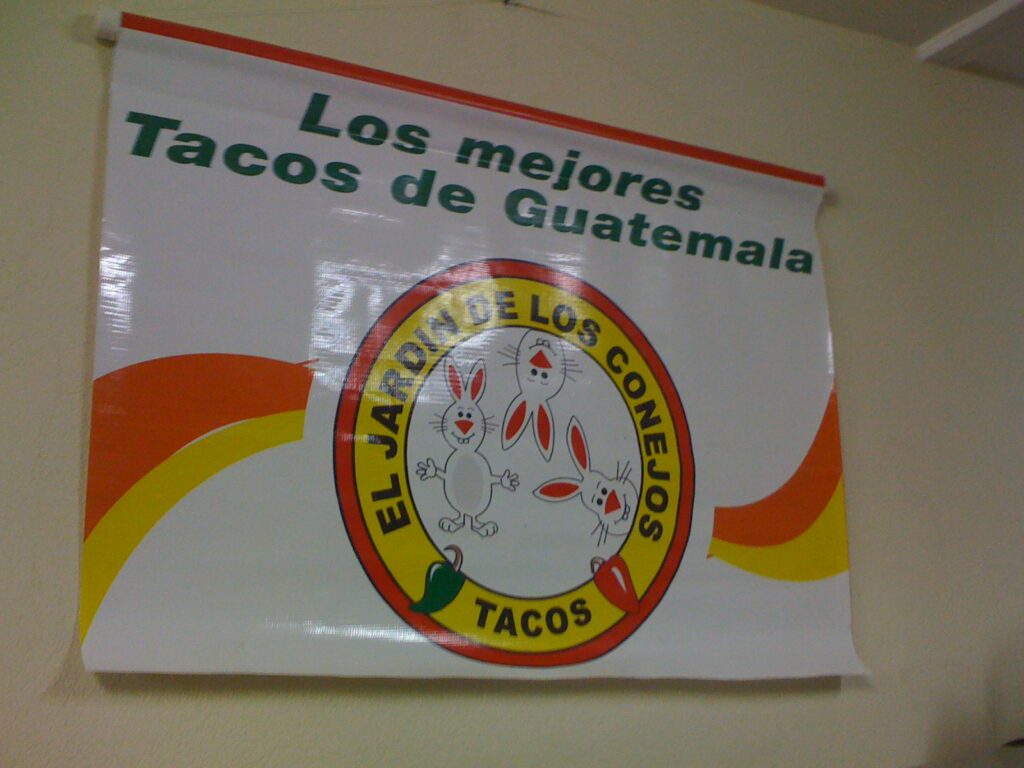 Los mejores
Tacos de Guatemala
EL JARDIN DE LOS CONEJOS
TACOS